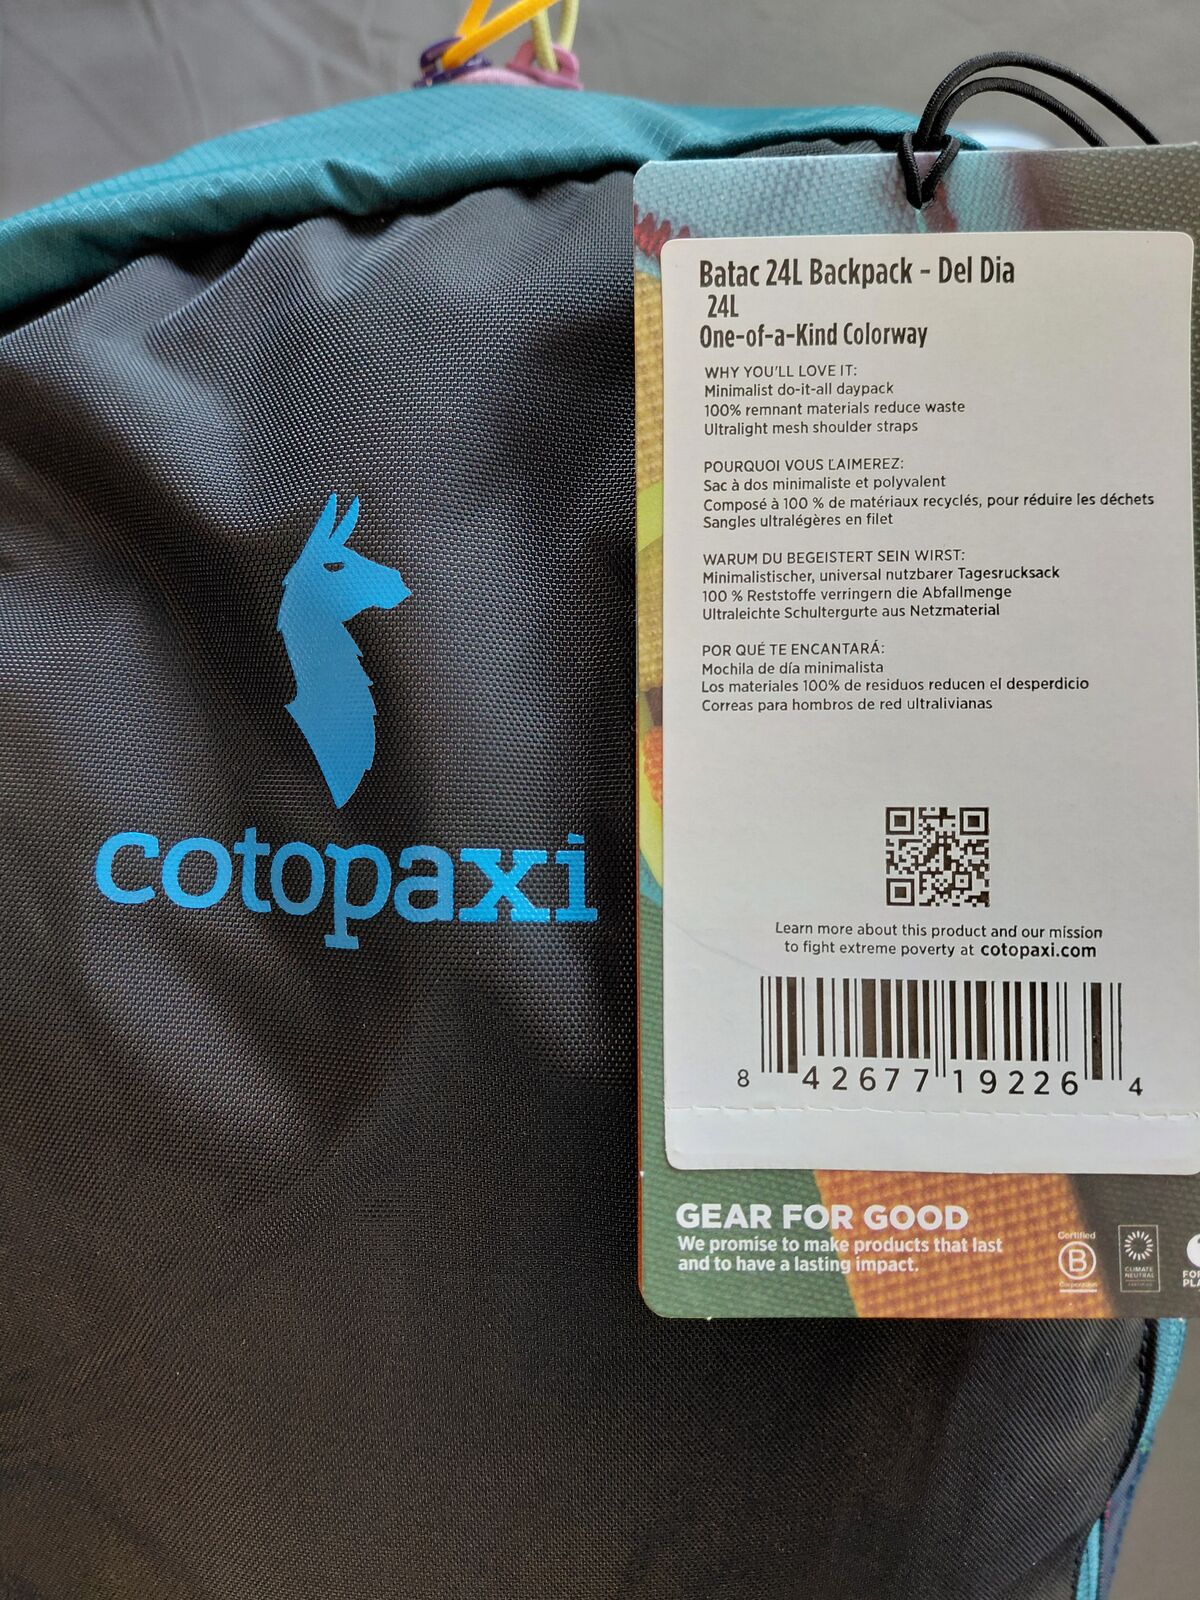 cotopaxi
Batac 24L Backpack - Del Dia
24L
One-of-a-Kind Colorway
WHY YOU'LL LOVE IT:
Minimalist do-it-all daypack
100% remnant materials reduce waste
Ultralight mesh shoulder straps
POURQUOI VOUS L'AIMEREZ:
Sac à dos minimaliste et polyvalent
Composé à 100 % de matériaux recyclés, pour réduire les déchets
Sangles ultralégères en filet
WARUM DU BEGEISTERT SEIN WIRST:
Minimalistischer, universal nutzbarer Tagesrucksack
100 % Reststoffe verringern die Abfallmenge
Ultraleichte Schultergurte aus Netzmaterial
POR QUÉ TE ENCANTARÁ:
Mochila de día minimalista
Los materiales 100% de residuos reducen el desperdicio
Correas para hombros de red ultralivianas
Learn more about this product and our mission
to fight extreme poverty at cotopaxi.com
8 42677 19226 4
GEAR FOR GOOD
We promise to make products that last
and to have a lasting impact.
Certified
B
Corporation
CLIMATE
NEUTRAL
CERTIFIED